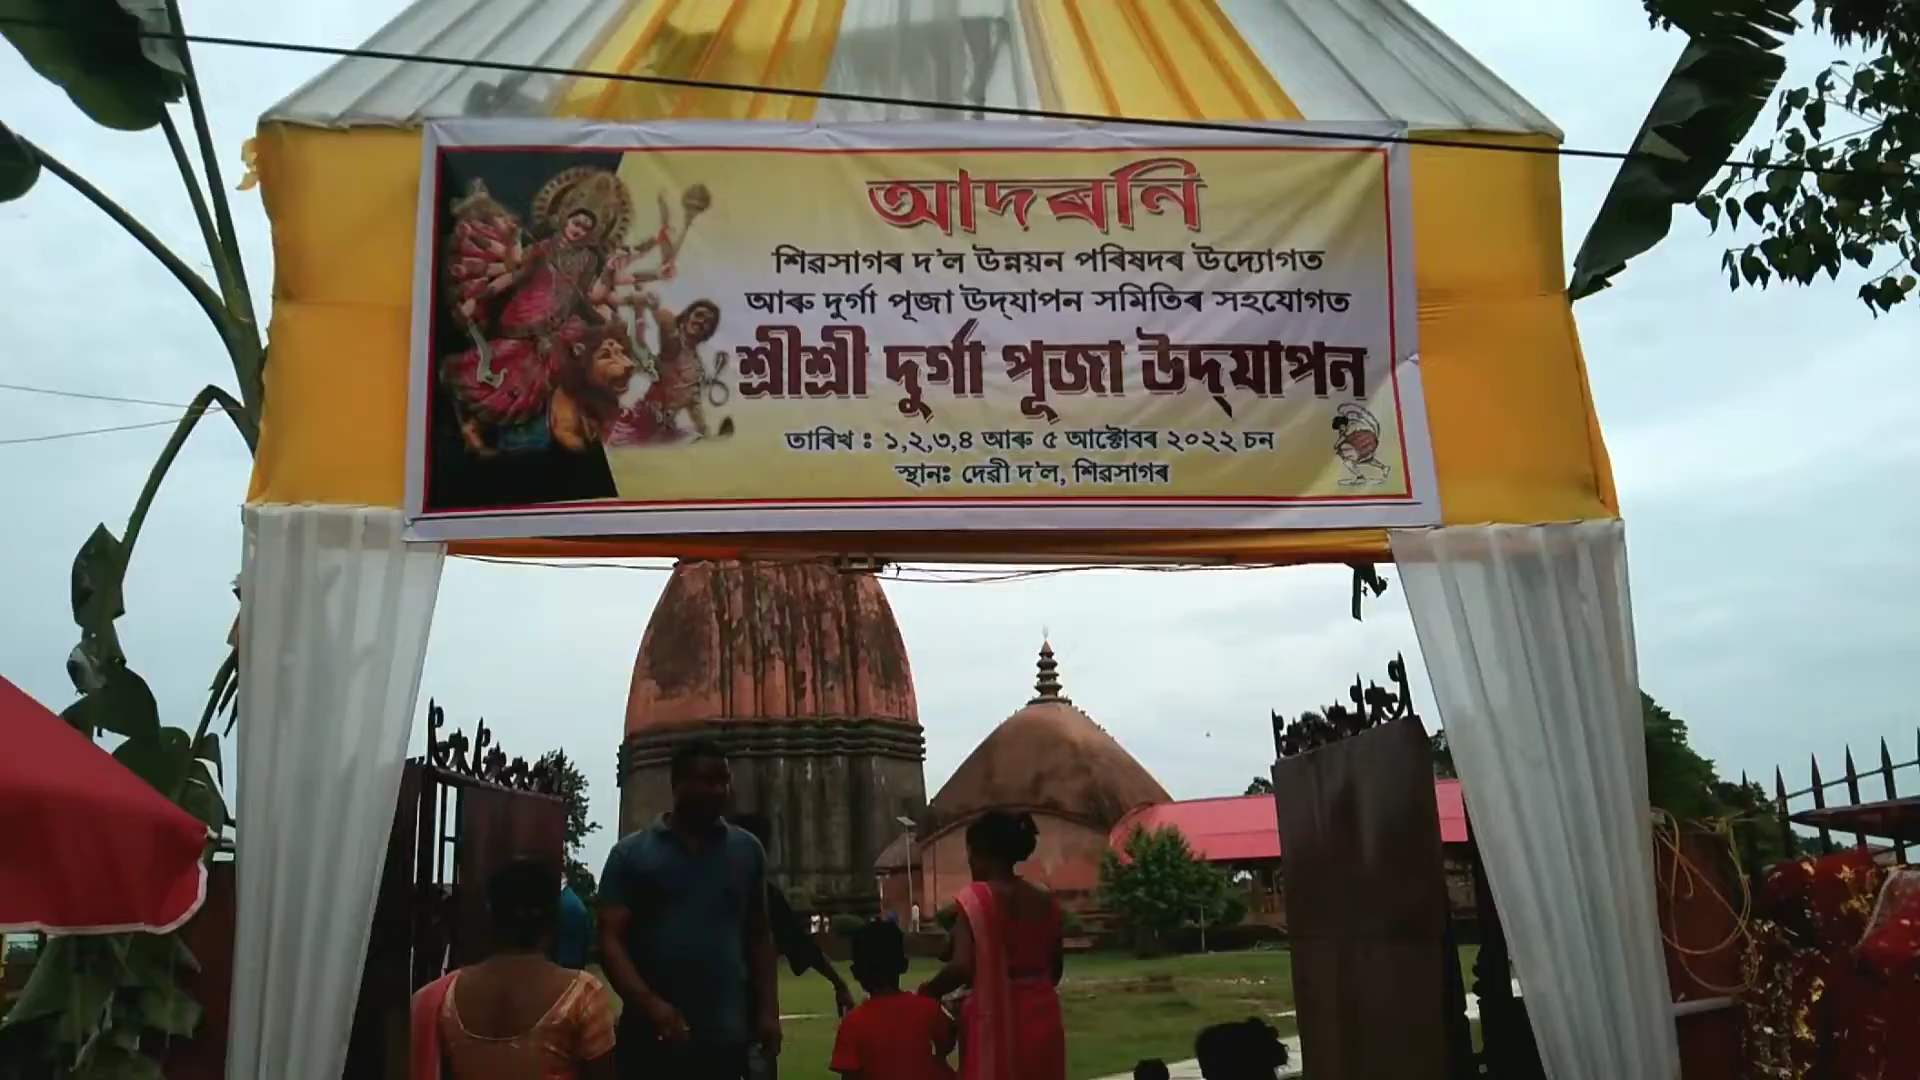 আদৰণি
শিৱসাগৰ দ'ল উন্নয়ন পৰিষদৰ উদ্যোগত
আৰু দুৰ্গা পূজা উদ্‌যাপন সমিতিৰ সহযোগত
শ্ৰীশ্ৰী দুৰ্গা পূজা উদ্‌যাপন
তাৰিখ : ১,২,৩,৪ আৰু ৫ আক্টোবৰ ২০২২ চন
স্থানঃ দেৱী দ'ল, শিৱসাগৰ